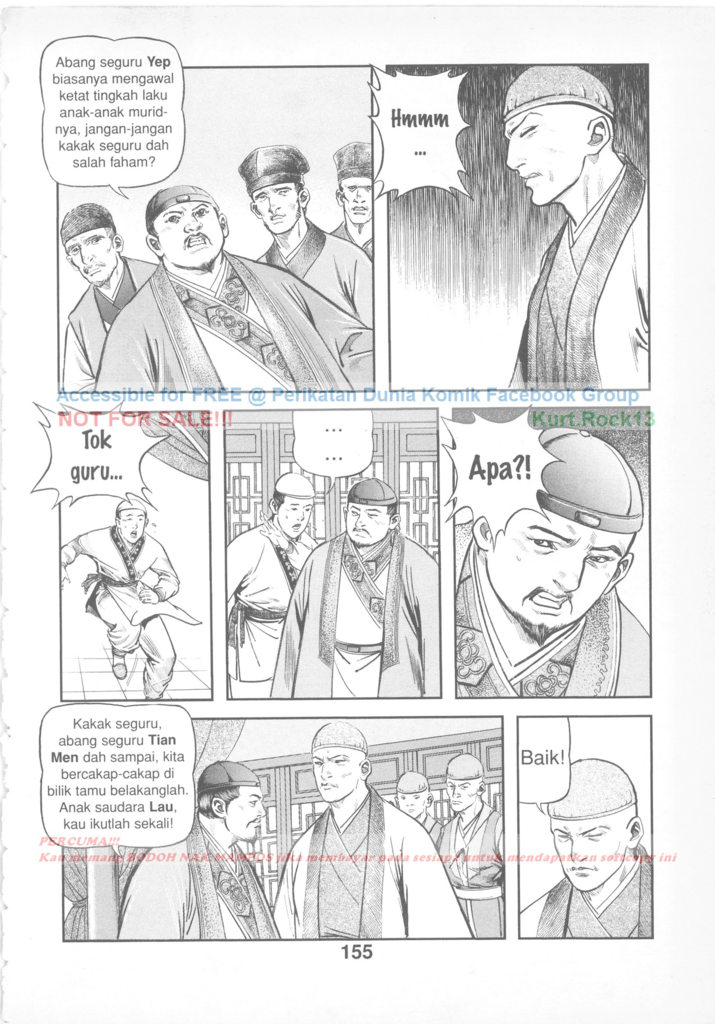 Abang seguru Yep
biasanya mengawal
ketat tingkah laku
anak-anak murid-
nya, jangan-jangan
kakak seguru dah
salah faham?
Hmmm
...
Accessible for FREE @ Perikatan Dunia Komik Facebook Group
NOT FOR SALE!!!
Kurt.Rock13
Tok
guru...
...
...
Apa?!
Kakak seguru,
abang seguru Tian
Men dah sampai, kita
bercakap-cakap di
bilik tamu belakanglah.
Anak saudara Lau,
kau ikutlah sekali!
Baik!
PERCUMA!!!
Kau memang BODOH NAK MAMPOS jika membayar pada sesiapa untuk mendapatkan softcopy ini
155